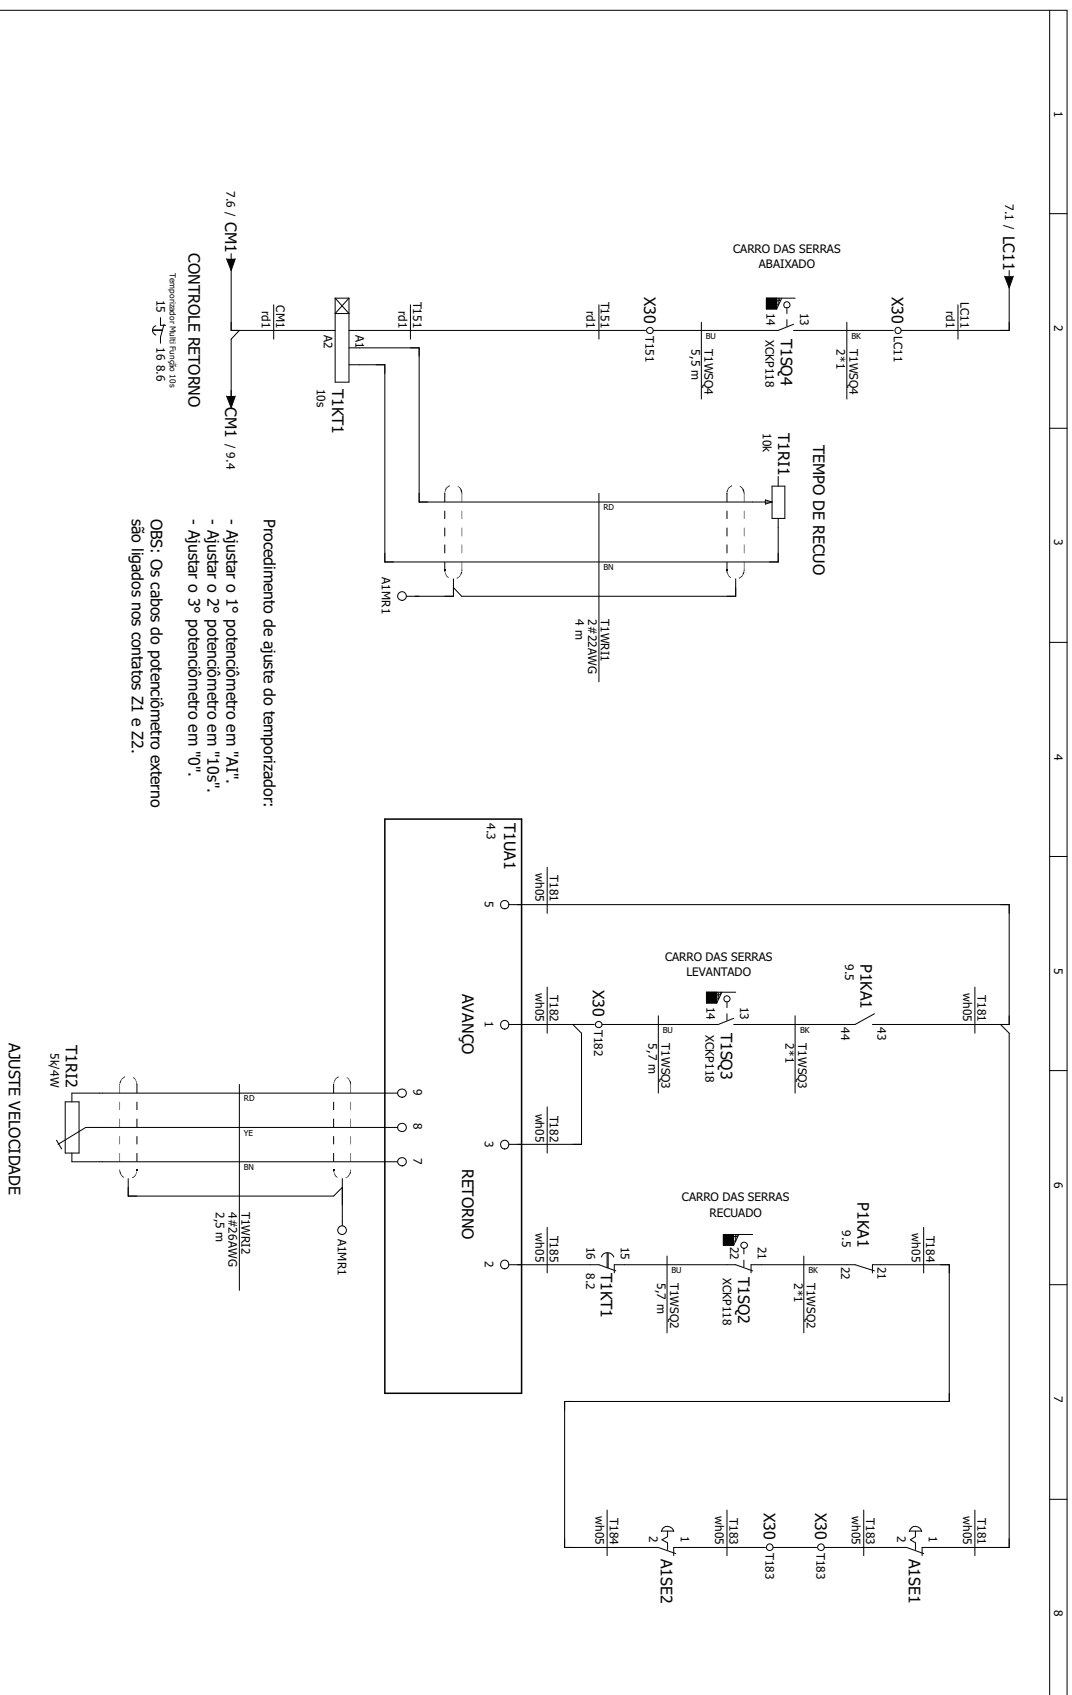 1
2
3
4
5
6
7
8
7.1 / LC11
LC11
rd1
X30
LC11
BK
T1WSQ4
2*1
CARRO DAS SERRAS
ABAIXADO
13
14
T1SQ4
XCKP118
BU
T1WSQ4
5,5 m
X30
T151
T151
rd1
T151
rd1
A1
A2
T1KT1
10s
CM1
rd1
7.6 / CM1
CM1 / 9.4
CONTROLE RETORNO
Temporizador Multi Função 10s
15
16 8.6
TEMPO DE RECUO
T1RI1
10k
RD
BN
T1WRI1
2#22AWG
4 m
A1MR1
Procedimento de ajuste do temporizador:
- Ajustar o 1º potenciômetro em "AI".
- Ajustar o 2º potenciômetro em "10s".
- Ajustar o 3º potenciômetro em "0".
OBS: Os cabos do potenciômetro externo
são ligados nos contatos Z1 e Z2.
T181
wh05
T181
wh05
P1KA1
9.5
43
44
BK
T1WSQ3
2*1
CARRO DAS SERRAS
LEVANTADO
13
14
T1SQ3
XCKP118
BU
T1WSQ3
5,7 m
X30
T182
T182
wh05
T182
wh05
T184
wh05
P1KA1
9.5
21
22
BK
T1WSQ2
2*1
CARRO DAS SERRAS
RECUADO
21
22
T1SQ2
XCKP118
BU
T1WSQ2
5,7 m
15
16
T1KT1
8.2
T185
wh05
T181
wh05
1
2
A1SE1
T183
wh05
X30
T183
X30
T183
T183
wh05
1
2
A1SE2
T184
wh05
T1UA1
4.3
5
1
3
2
AVANÇO
RETORNO
9
8
7
A1MR1
RD
YE
BN
T1WRI2
4#26AWG
2,5 m
T1RI2
5k/4W
AJUSTE VELOCIDADE